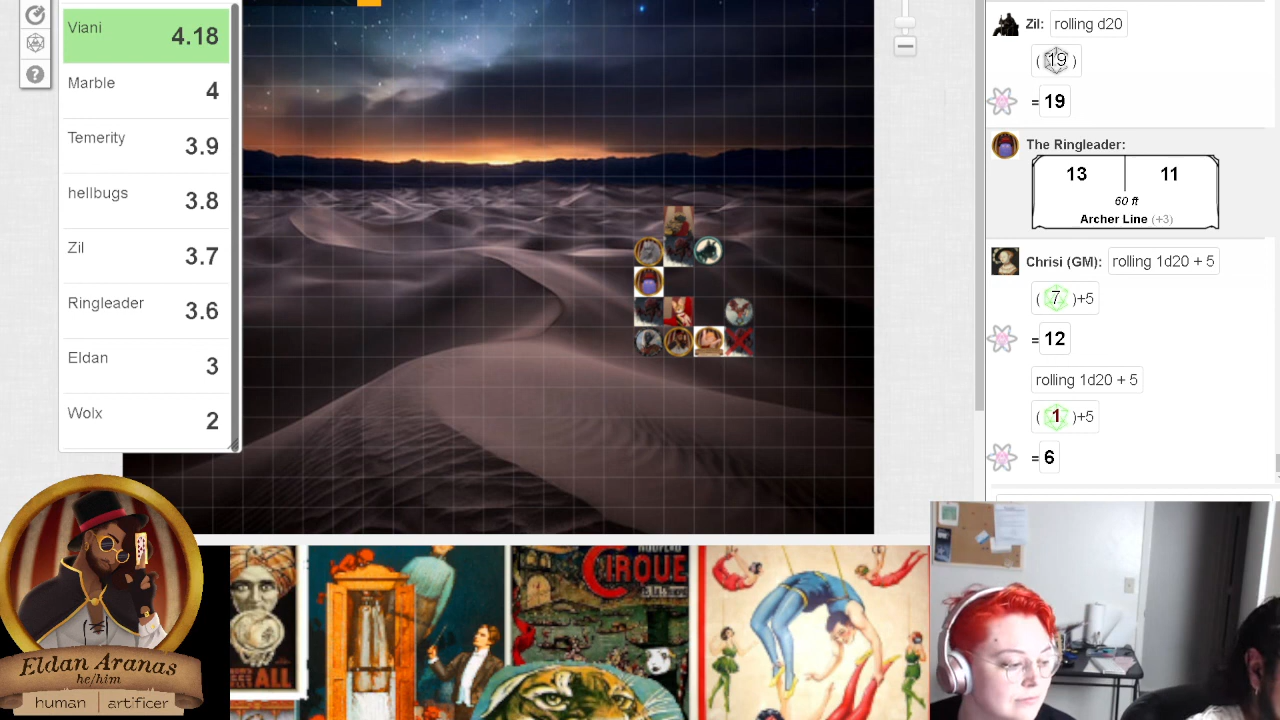 Viani 4.18
Marble 4
Temerity 3.9
hellbugs 3.8
Zil 3.7
Ringleader 3.6
Eldan 3
Wolx 2
Zil: rolling d20
(19)
=19
The Ringleader:
13 11
60 ft
Archer Line (+3)
Chrisi (GM): rolling 1d20 + 5
(7)+5
=12
rolling 1d20 + 5
(1)+5
=6
Eldan Aranas
he/him
human artificer
ALL
CIRQUE